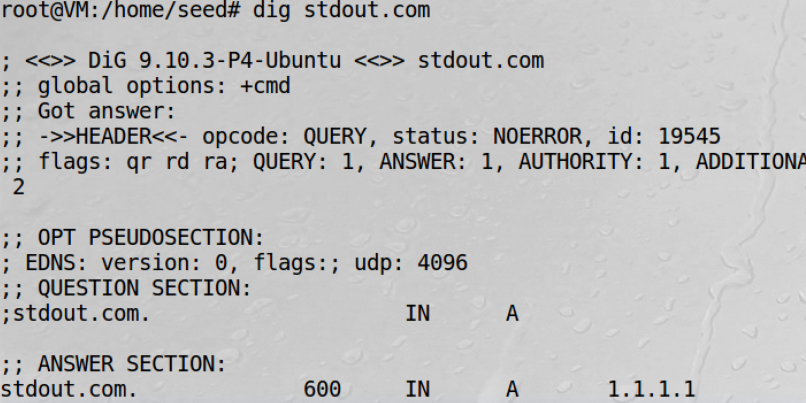 root@VM:/home/seed# dig stdout.com
; <<>> DiG 9.10.3-P4-Ubuntu <<>> stdout.com
;; global options: +cmd
;; Got answer:
;; ->>HEADER<<- opcode: QUERY, status: NOERROR, id: 19545
;; flags: qr rd ra; QUERY: 1, ANSWER: 1, AUTHORITY: 1, ADDITIONA
2
;; OPT PSEUDOSECTION:
; EDNS: version: 0, flags:; udp: 4096
;; QUESTION SECTION:
;stdout.com. IN A
;; ANSWER SECTION:
stdout.com. 600 IN A 1.1.1.1